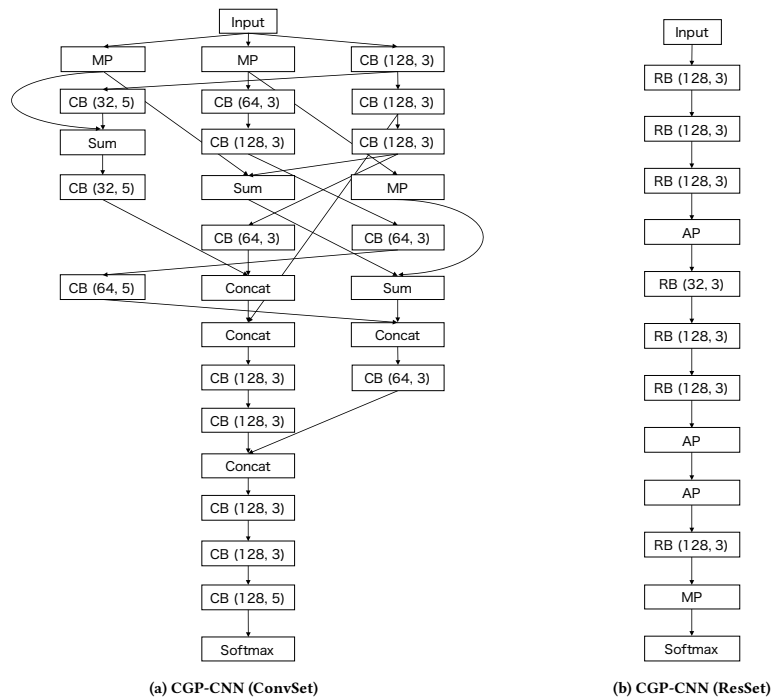 Input
MP
MP
CB (128, 3)
CB (32, 5)
CB (64, 3)
CB (128, 3)
Sum
CB (128, 3)
CB (128, 3)
CB (32, 5)
Sum
MP
CB (64, 3)
CB (64, 3)
CB (64, 5)
Concat
Sum
Concat
Concat
CB (128, 3)
CB (64, 3)
CB (128, 3)
Concat
CB (128, 3)
CB (128, 3)
CB (128, 5)
Softmax
(a) CGP-CNN (ConvSet)
Input
RB (128, 3)
RB (128, 3)
RB (128, 3)
AP
RB (32, 3)
RB (128, 3)
RB (128, 3)
AP
AP
RB (128, 3)
MP
Softmax
(b) CGP-CNN (ResSet)